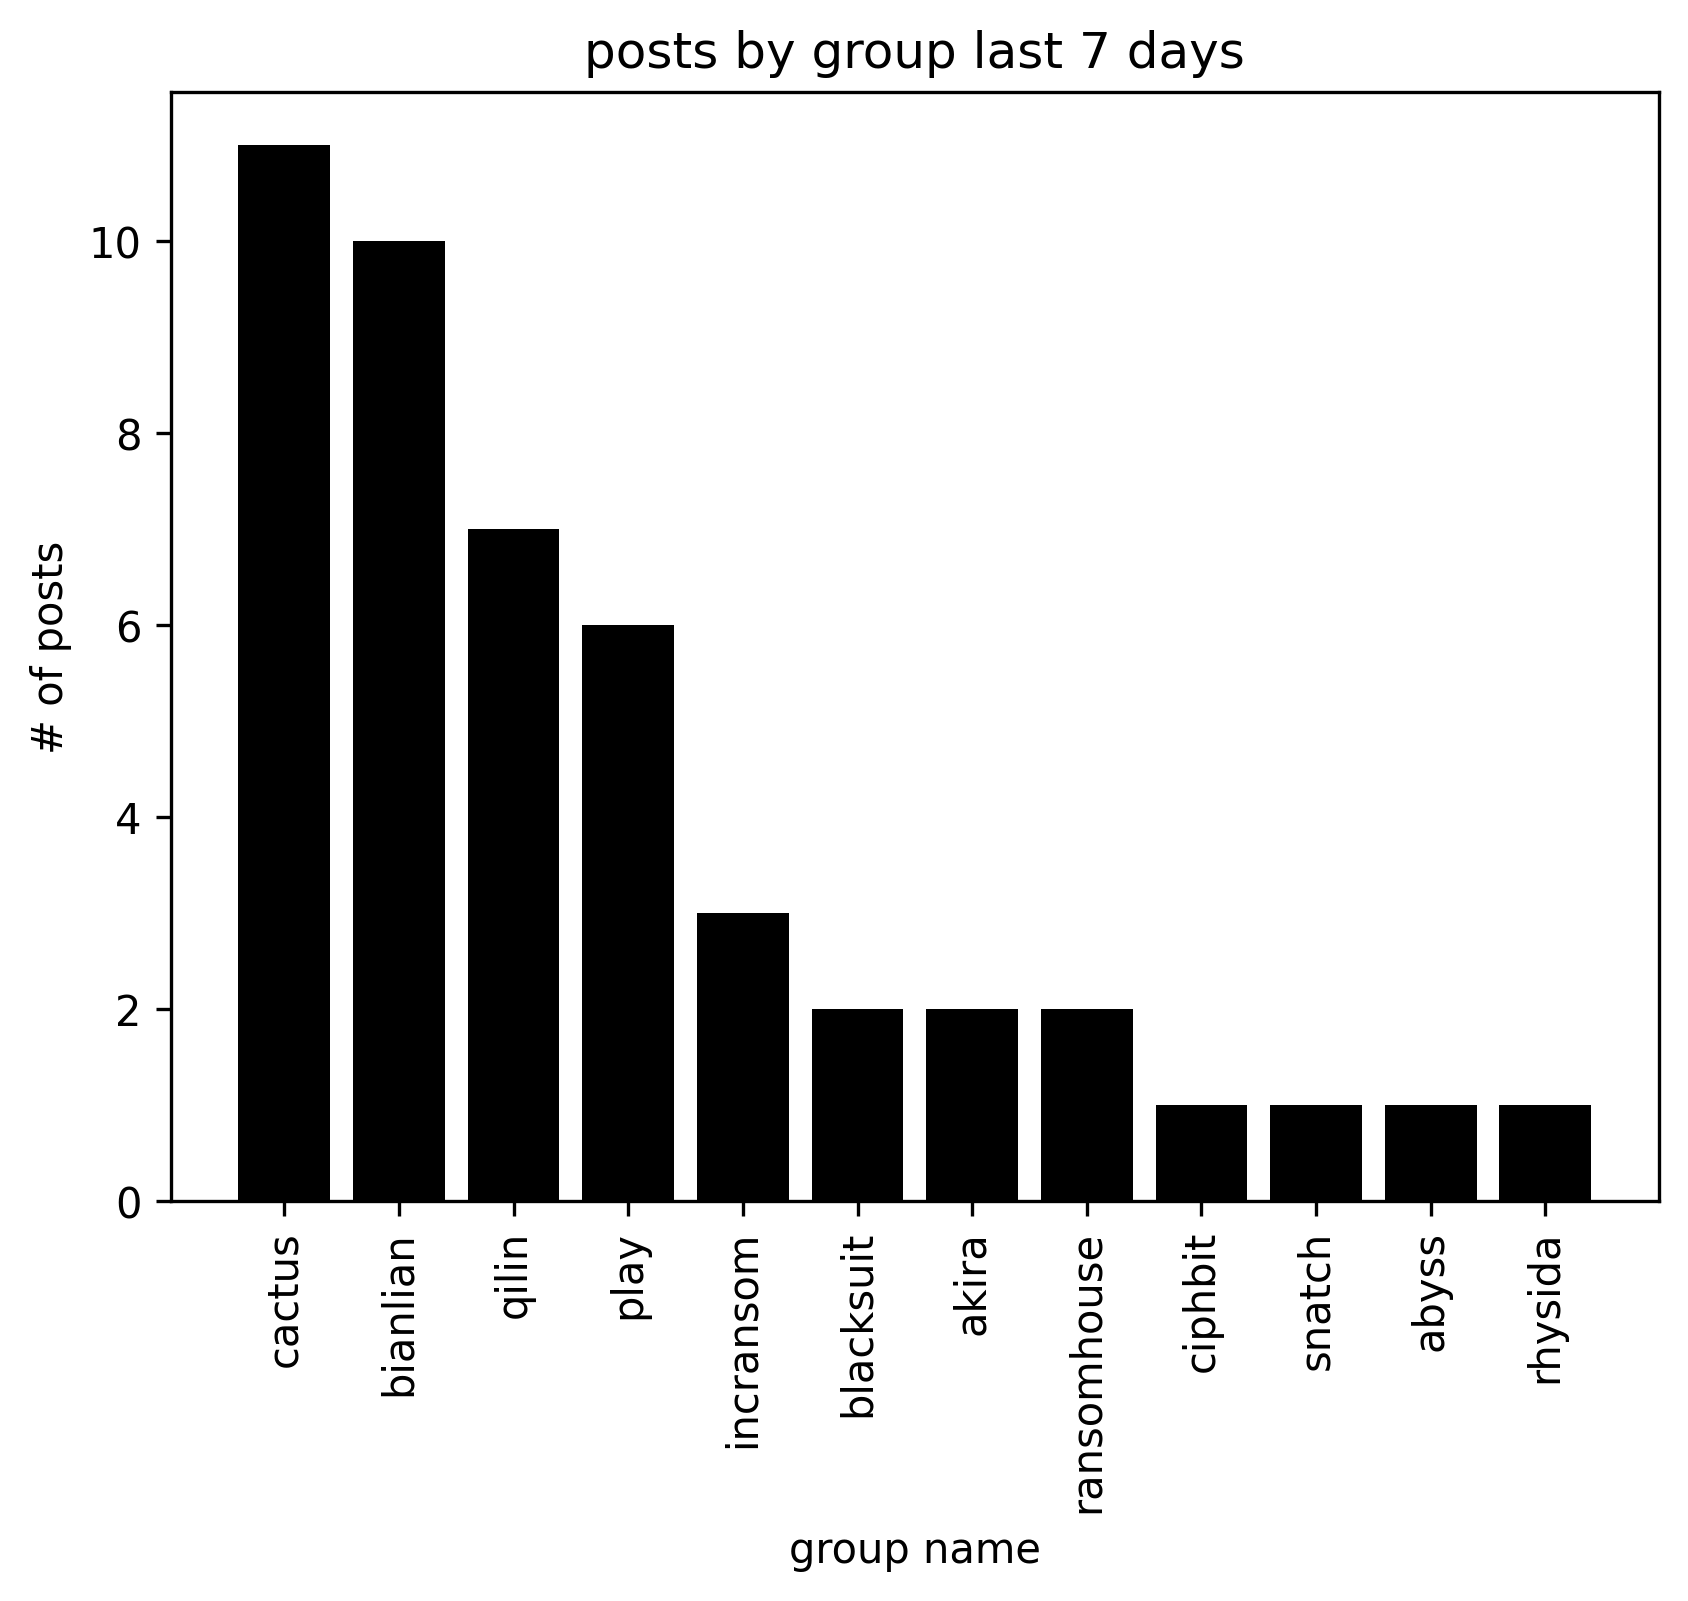 posts by group last 7 days
# of posts
10
8
6
4
2
0
cactus
bianlian
qilin
play
incransom
blacksuit
akira
ransomhouse
ciphbit
snatch
abyss
rhysida
group name